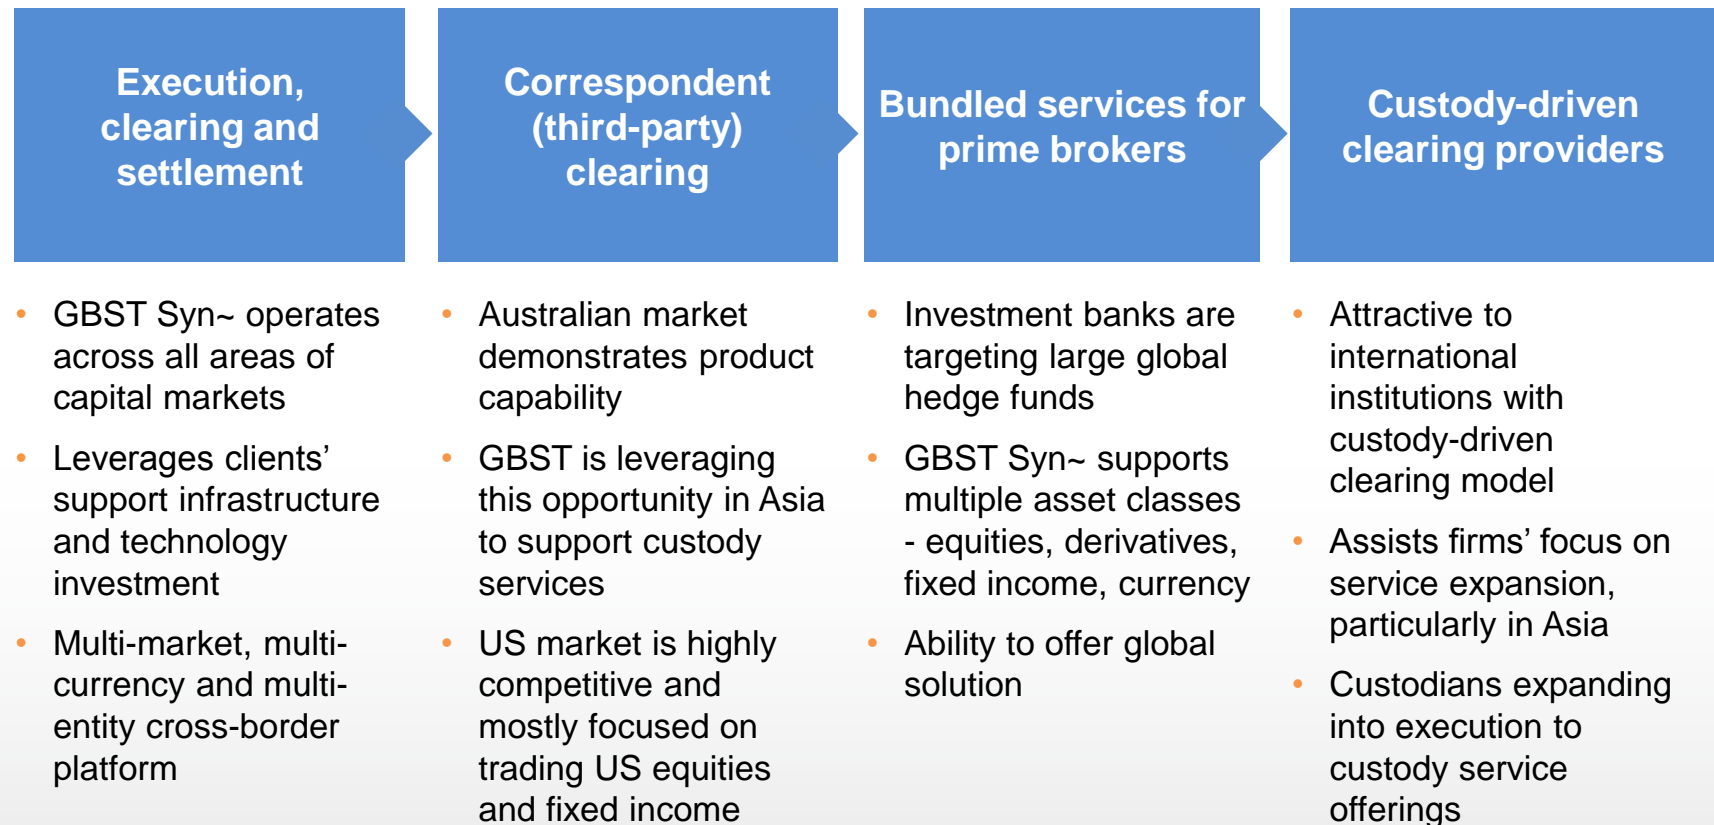 Execution,
clearing and
settlement
Correspondent
(third-party)
clearing
Bundled services for
prime brokers
Custody-driven
clearing providers
• GBST Syn~ operates
across all areas of
capital markets
• Leverages clients’
support infrastructure
and technology
investment
• Multi-market, multi-
currency and multi-
entity cross-border
platform
• Australian market
demonstrates product
capability
• GBST is leveraging
this opportunity in Asia
to support custody
services
• US market is highly
competitive and
mostly focused on
trading US equities
and fixed income
• Investment banks are
targeting large global
hedge funds
• GBST Syn~ supports
multiple asset classes
- equities, derivatives,
fixed income, currency
• Ability to offer global
solution
• Attractive to
international
institutions with
custody-driven
clearing model
• Assists firms’ focus on
service expansion,
particularly in Asia
• Custodians expanding
into execution to
custody service
offerings